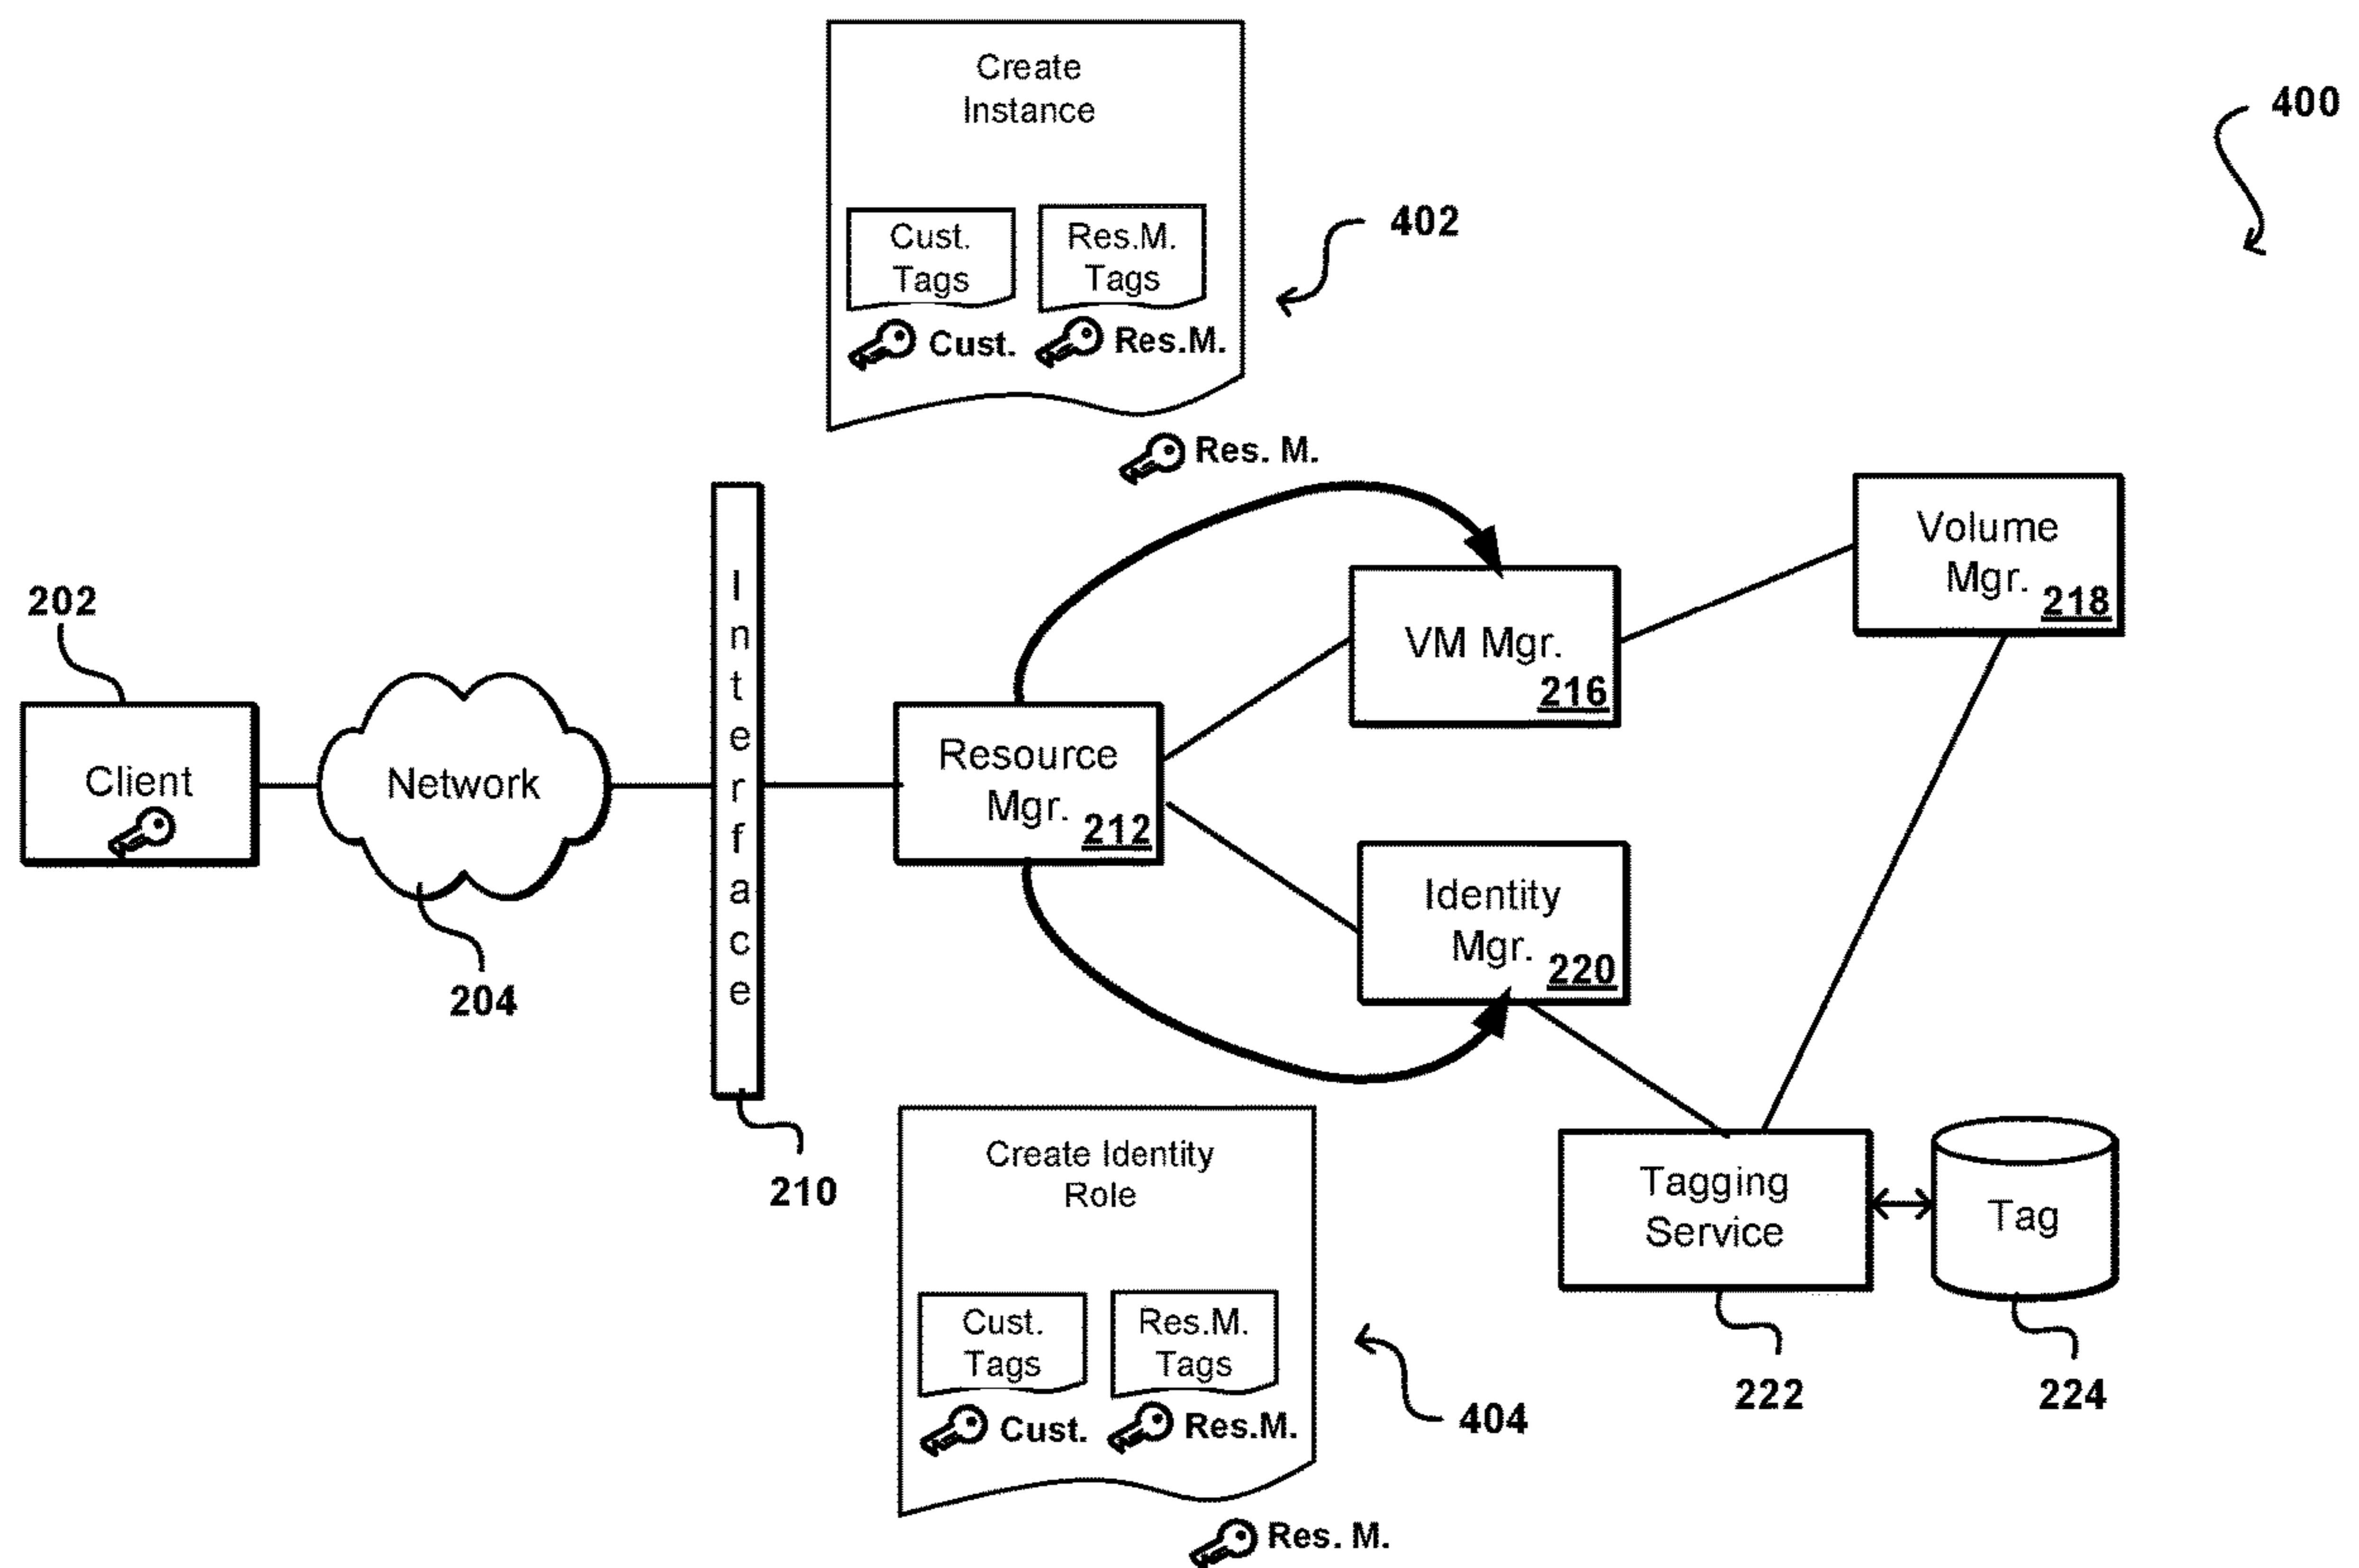 Create
Instance
400
Cust.
Tags
Res.M.
Tags
402
Cust.
Res.M.
Res. M.
Volume
Mgr.
218
202
Interface
VM Mgr.
216
Client
Network
Resource
Mgr.
212
Identity
Mgr.
220
204
210
Create Identity
Role
Tagging
Service
Tag
Cust.
Tags
Res.M.
Tags
222
224
404
Cust.
Res.M.
Res. M.